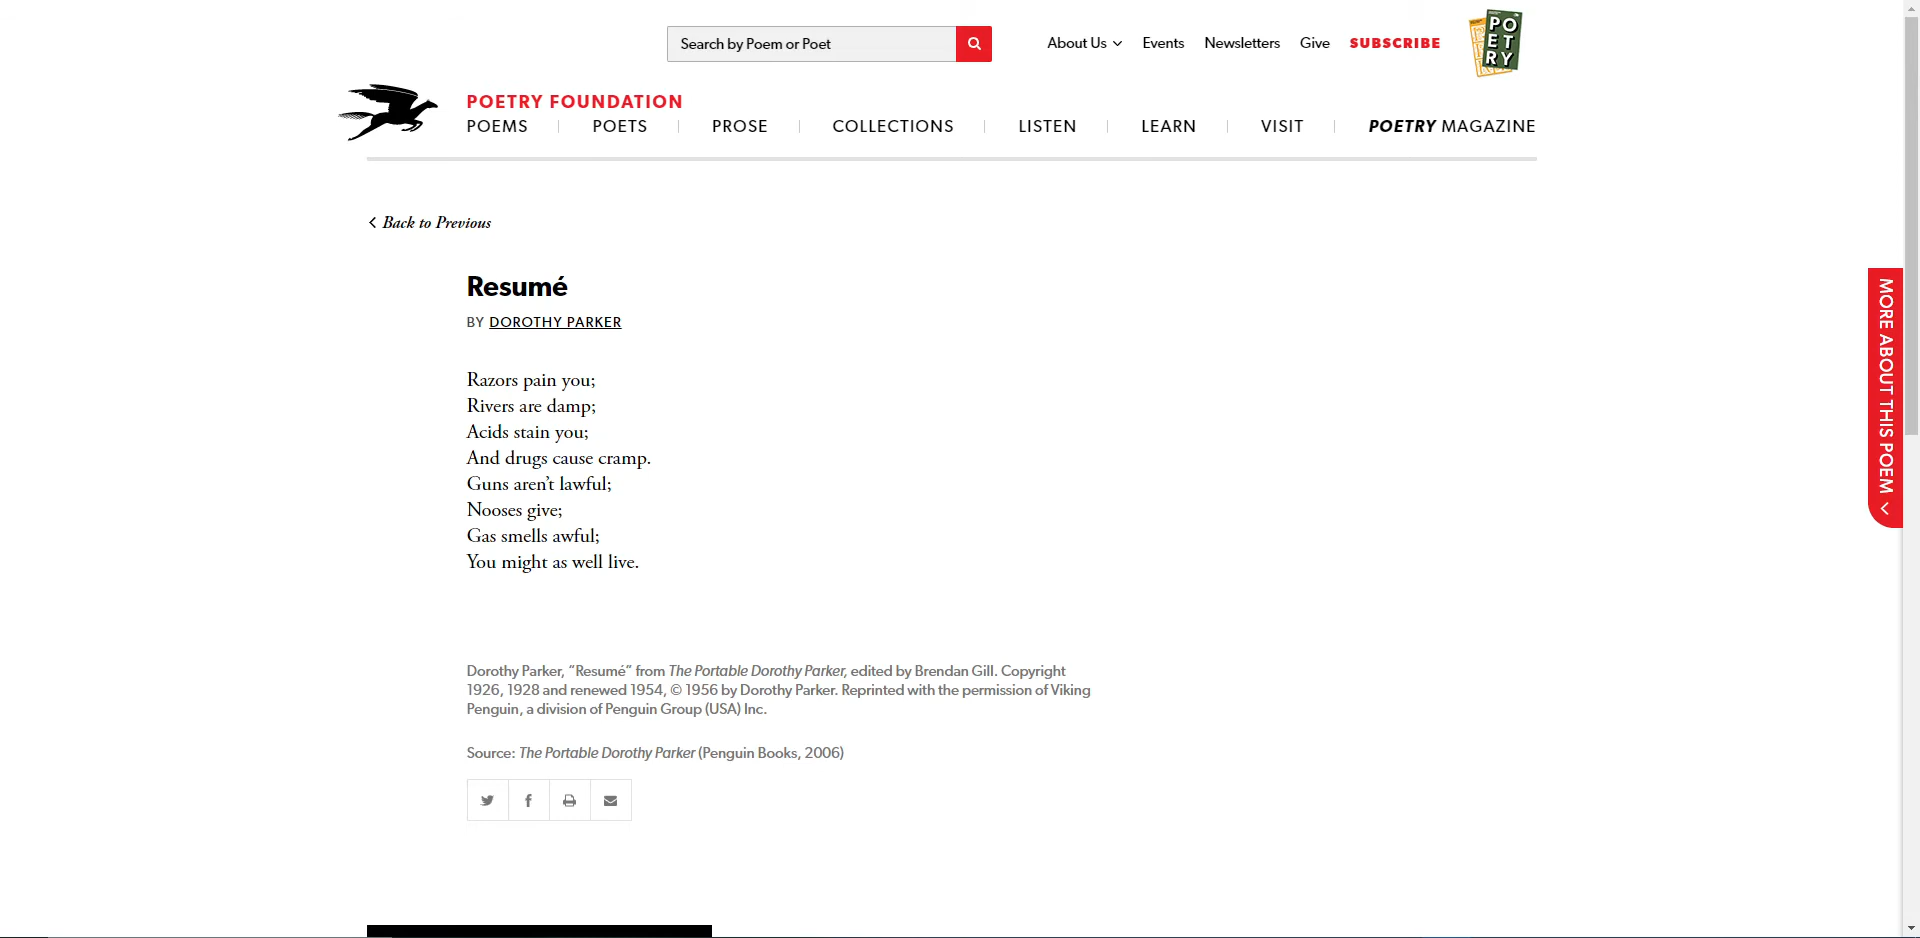 Search by Poem or Poet
About Us Events Newsletters Give SUBSCRIBE
POETRY
POETRY FOUNDATION
POEMS POETS PROSE COLLECTIONS LISTEN LEARN VISIT POETRY MAGAZINE
Back to Previous
Resumé
BY DOROTHY PARKER
Razors pain you;
Rivers are damp;
Acids stain you;
And drugs cause cramp.
Guns aren’t lawful;
Nooses give;
Gas smells awful;
You might as well live.
MORE ABOUT THIS POEM
Dorothy Parker, “Resumé” from The Portable Dorothy Parker, edited by Brendan Gill. Copyright
1926, 1928 and renewed 1954, © 1956 by Dorothy Parker. Reprinted with the permission of Viking
Penguin, a division of Penguin Group (USA) Inc.
Source: The Portable Dorothy Parker (Penguin Books, 2006)